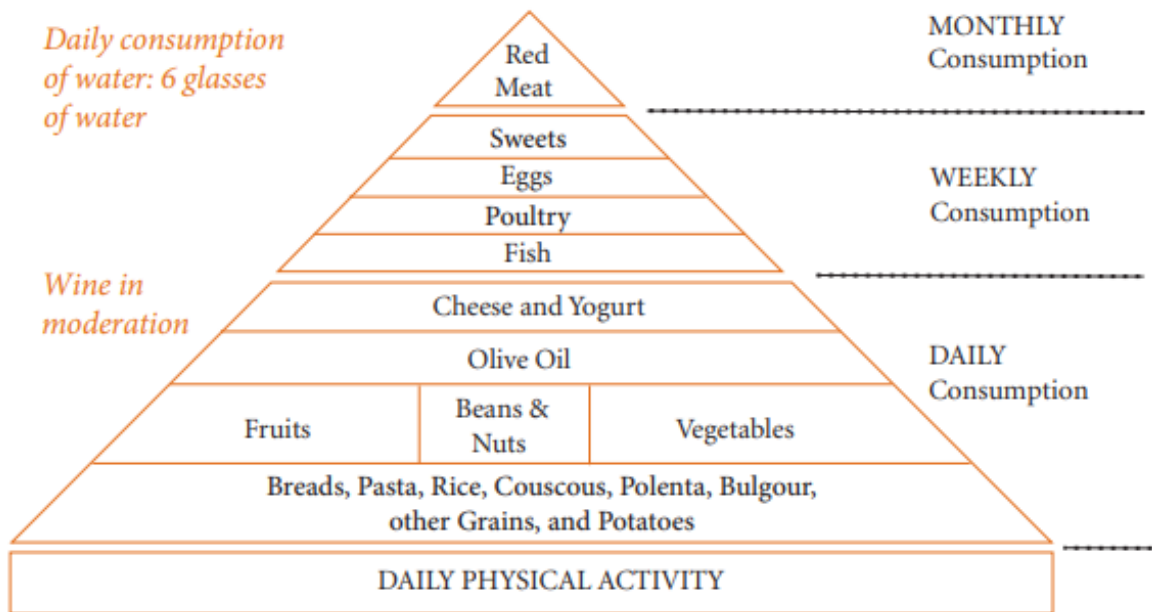 Daily consumption
of water: 6 glasses
of water
Wine in
moderation
Red
Meat
Sweets
Eggs
Poultry
Fish
Cheese and Yogurt
Olive Oil
Fruits
Beans &
Nuts
Vegetables
Breads, Pasta, Rice, Couscous, Polenta, Bulgour,
other Grains, and Potatoes
DAILY PHYSICAL ACTIVITY
MONTHLY
Consumption
WEEKLY
Consumption
DAILY
Consumption